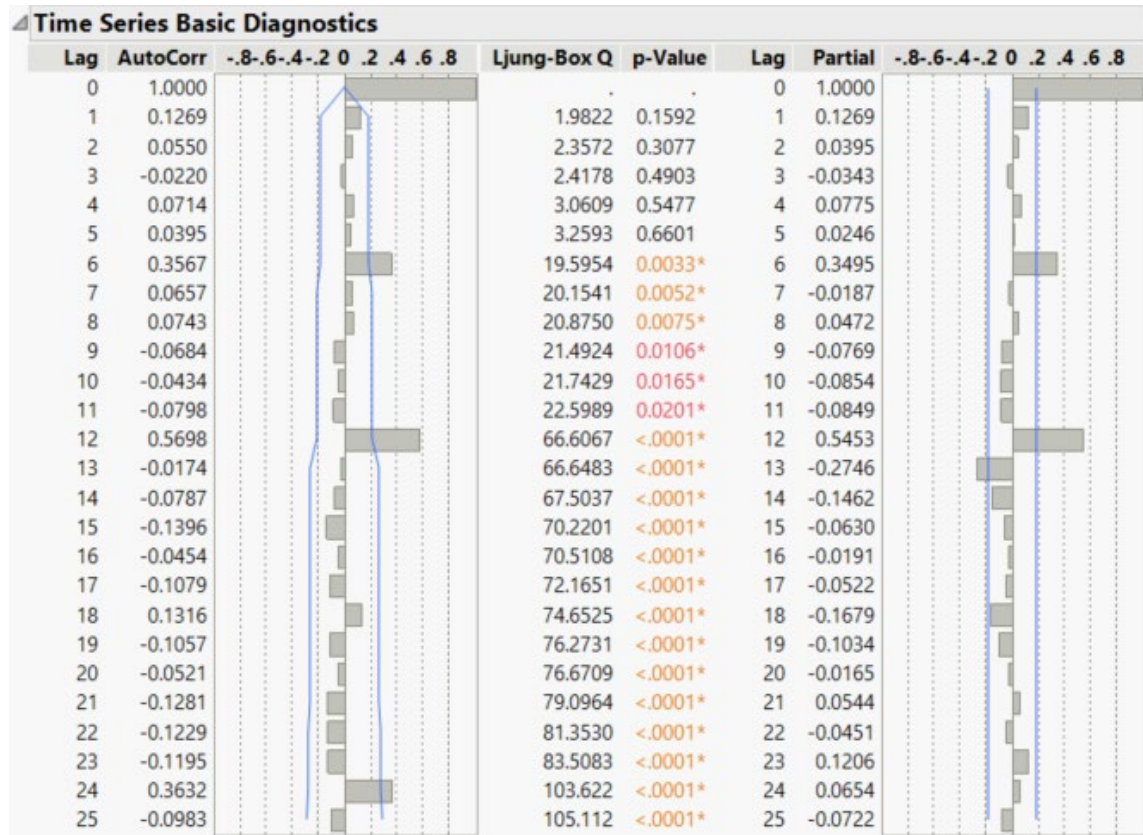 Time Series Basic Diagnostics
Lag AutoCorr -.8-.6-.4-.2 0 .2 .4 .6 .8 Ljung-Box Q p-Value Lag Partial -.8-.6-.4-.2 0 .2 .4 .6 .8
0 1.0000 . . 0 1.0000
1 0.1269 1.9822 0.1592 1 0.1269
2 0.0550 2.3572 0.3077 2 0.0395
3 -0.0220 2.4178 0.4903 3 -0.0343
4 0.0714 3.0609 0.5477 4 0.0775
5 0.0395 3.2593 0.6601 5 0.0246
6 0.3567 19.5954 0.0033* 6 0.3495
7 0.0657 20.1541 0.0052* 7 -0.0187
8 0.0743 20.8750 0.0075* 8 0.0472
9 -0.0684 21.4924 0.0106* 9 -0.0769
10 -0.0434 21.7429 0.0165* 10 -0.0854
11 -0.0798 22.5989 0.0201* 11 -0.0849
12 0.5698 66.6067 <.0001* 12 0.5453
13 -0.0174 66.6483 <.0001* 13 -0.2746
14 -0.0787 67.5037 <.0001* 14 -0.1462
15 -0.1396 70.2201 <.0001* 15 -0.0630
16 -0.0454 70.5108 <.0001* 16 -0.0191
17 -0.1079 72.1651 <.0001* 17 -0.0522
18 0.1316 74.6525 <.0001* 18 -0.1679
19 -0.1057 76.2731 <.0001* 19 -0.1034
20 -0.0521 76.6709 <.0001* 20 -0.0165
21 -0.1281 79.0964 <.0001* 21 0.0544
22 -0.1229 81.3530 <.0001* 22 -0.0451
23 -0.1195 83.5083 <.0001* 23 0.1206
24 0.3632 103.622 <.0001* 24 0.0654
25 -0.0983 105.112 <.0001* 25 -0.0722